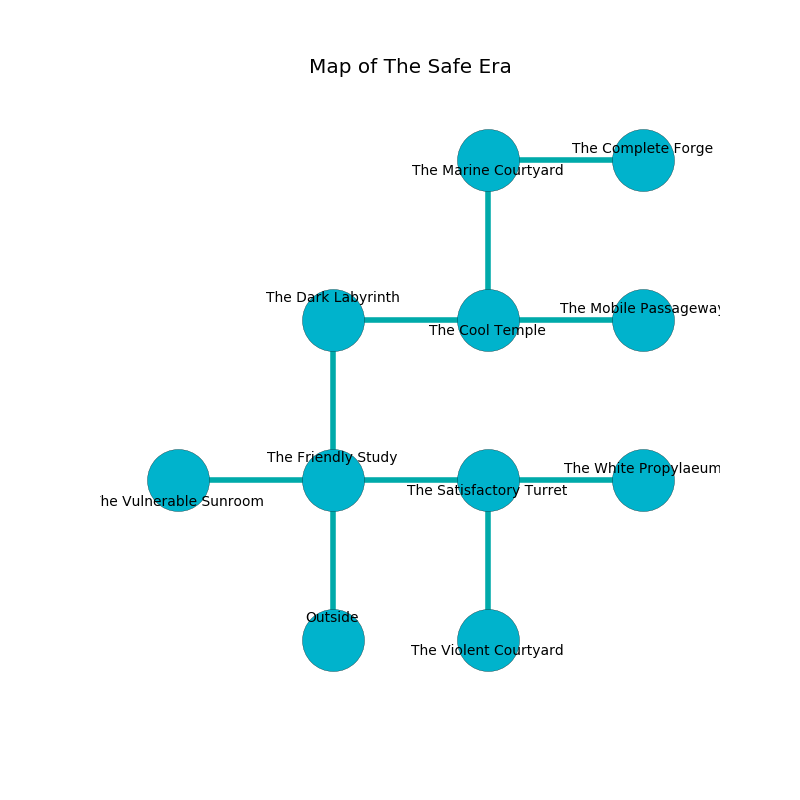 Map of The Safe Era
The Complete Forge
The Marine Courtyard
The Dark Labyrinth
The Mobile Passageway
The Cool Temple
The Friendly Study
The White Propylaeum
The Satisfactory Turret
he Vulnerable Sunroom
Outside
The Violent Courtyard